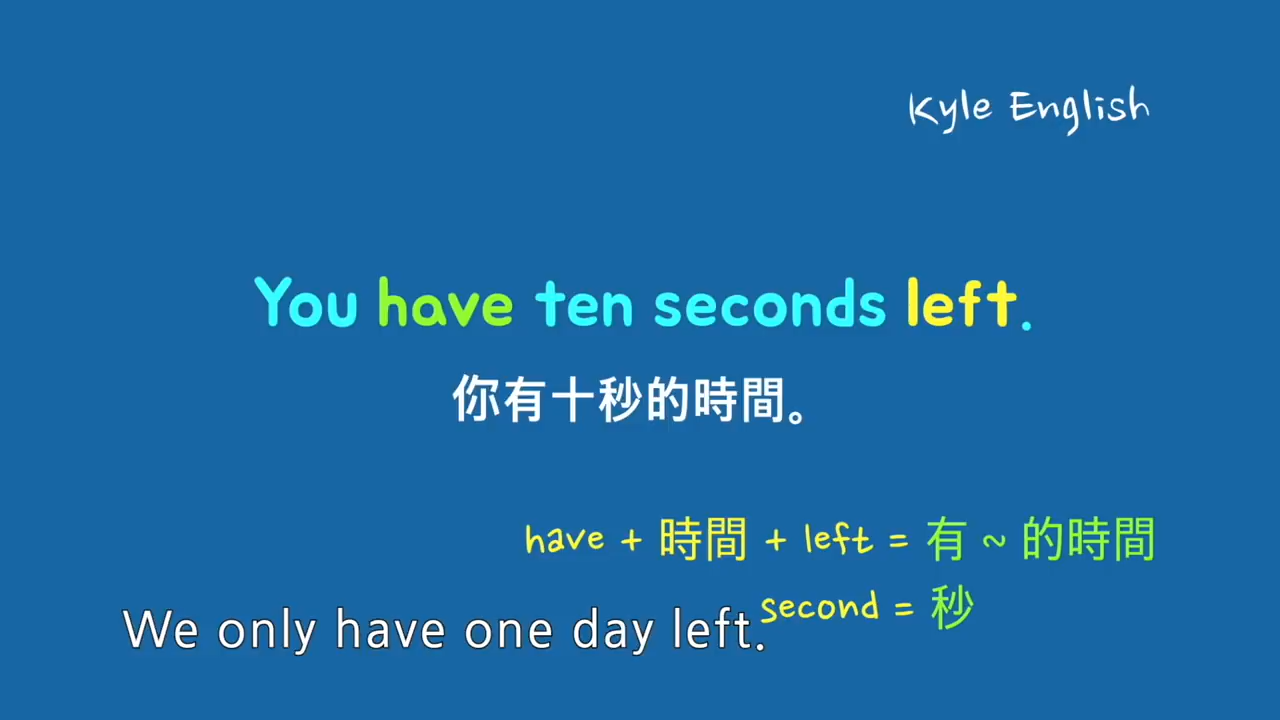 Kyle English
You have ten seconds left.
你有十秒的時間。
have + 時間 + left = 有 ~ 的時間
second = 秒
We only have one day left.